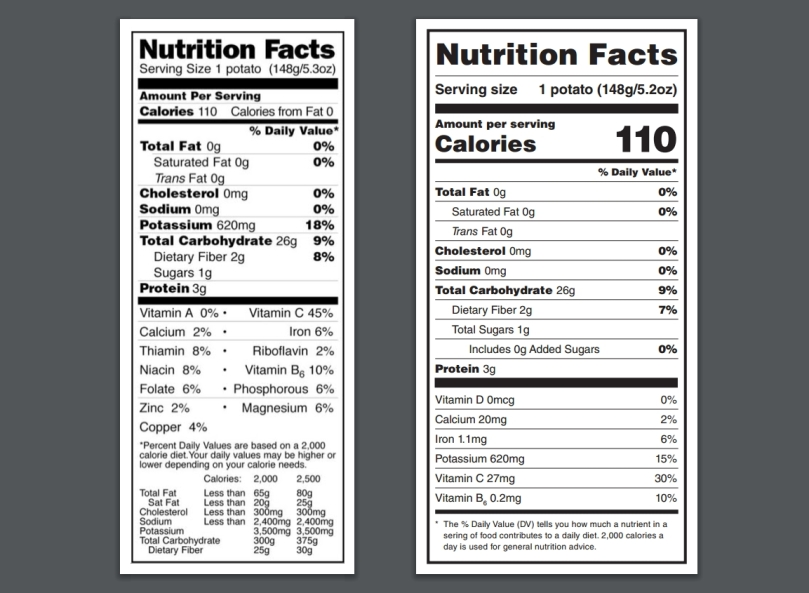 Nutrition Facts
Serving Size 1 potato (148g/5.3oz)
Amount Per Serving
Calories 110 Calories from Fat 0
% Daily Value*
Total Fat 0g 0%
Saturated Fat 0g 0%
Trans Fat 0g
Cholesterol 0mg 0%
Sodium 0mg 0%
Potassium 620mg 18%
Total Carbohydrate 26g 9%
Dietary Fiber 2g 8%
Sugars 1g
Protein 3g
Vitamin A 0% • Vitamin C 45%
Calcium 2% • Iron 6%
Thiamin 8% • Riboflavin 2%
Niacin 8% • Vitamin B6 10%
Folate 6% • Phosphorous 6%
Zinc 2% • Magnesium 6%
Copper 4%
*Percent Daily Values are based on a 2,000
calorie diet.Your daily values may be higher or
lower depending on your calorie needs.
Calories: 2,000 2,500
Total Fat Less than 65g 80g
Sat Fat Less than 20g 25g
Cholesterol Less than 300mg 300mg
Sodium Less than 2,400mg 2,400mg
Potassium 3,500mg 3,500mg
Total Carbohydrate 300g 375g
Dietary Fiber 25g 30g
Nutrition Facts
Serving size 1 potato (148g/5.2oz)
Amount per serving
Calories 110
% Daily Value*
Total Fat 0g 0%
Saturated Fat 0g 0%
Trans Fat 0g
Cholesterol 0mg 0%
Sodium 0mg 0%
Total Carbohydrate 26g 9%
Dietary Fiber 2g 7%
Total Sugars 1g
Includes 0g Added Sugars 0%
Protein 3g
Vitamin D 0mcg 0%
Calcium 20mg 2%
Iron 1.1mg 6%
Potassium 620mg 15%
Vitamin C 27mg 30%
Vitamin B6 0.2mg 10%
* The % Daily Value (DV) tells you how much a nutrient in a
sering of food contributes to a daily diet. 2,000 calories a
day is used for general nutrition advice.